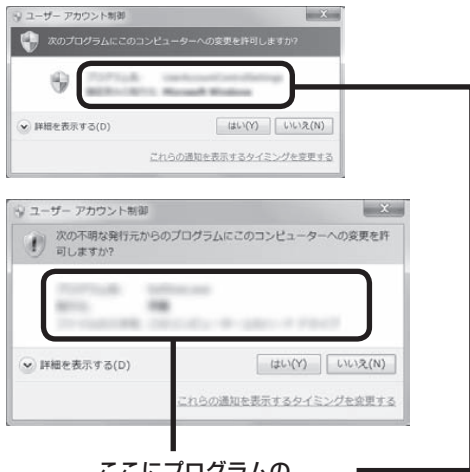 ユーザー アカウント制御
次のプログラムにこのコンピューターへの変更を許可しますか?
詳細を表示する(D)
はい(Y)
いいえ(N)
これらの通知を表示するタイミングを変更する
ユーザー アカウント制御
次の不明な発行元からのプログラムにこのコンピューターへの変更を許
可しますか?
詳細を表示する(D)
はい(Y)
いいえ(N)
これらの通知を表示するタイミングを変更する
ここにプログラムの